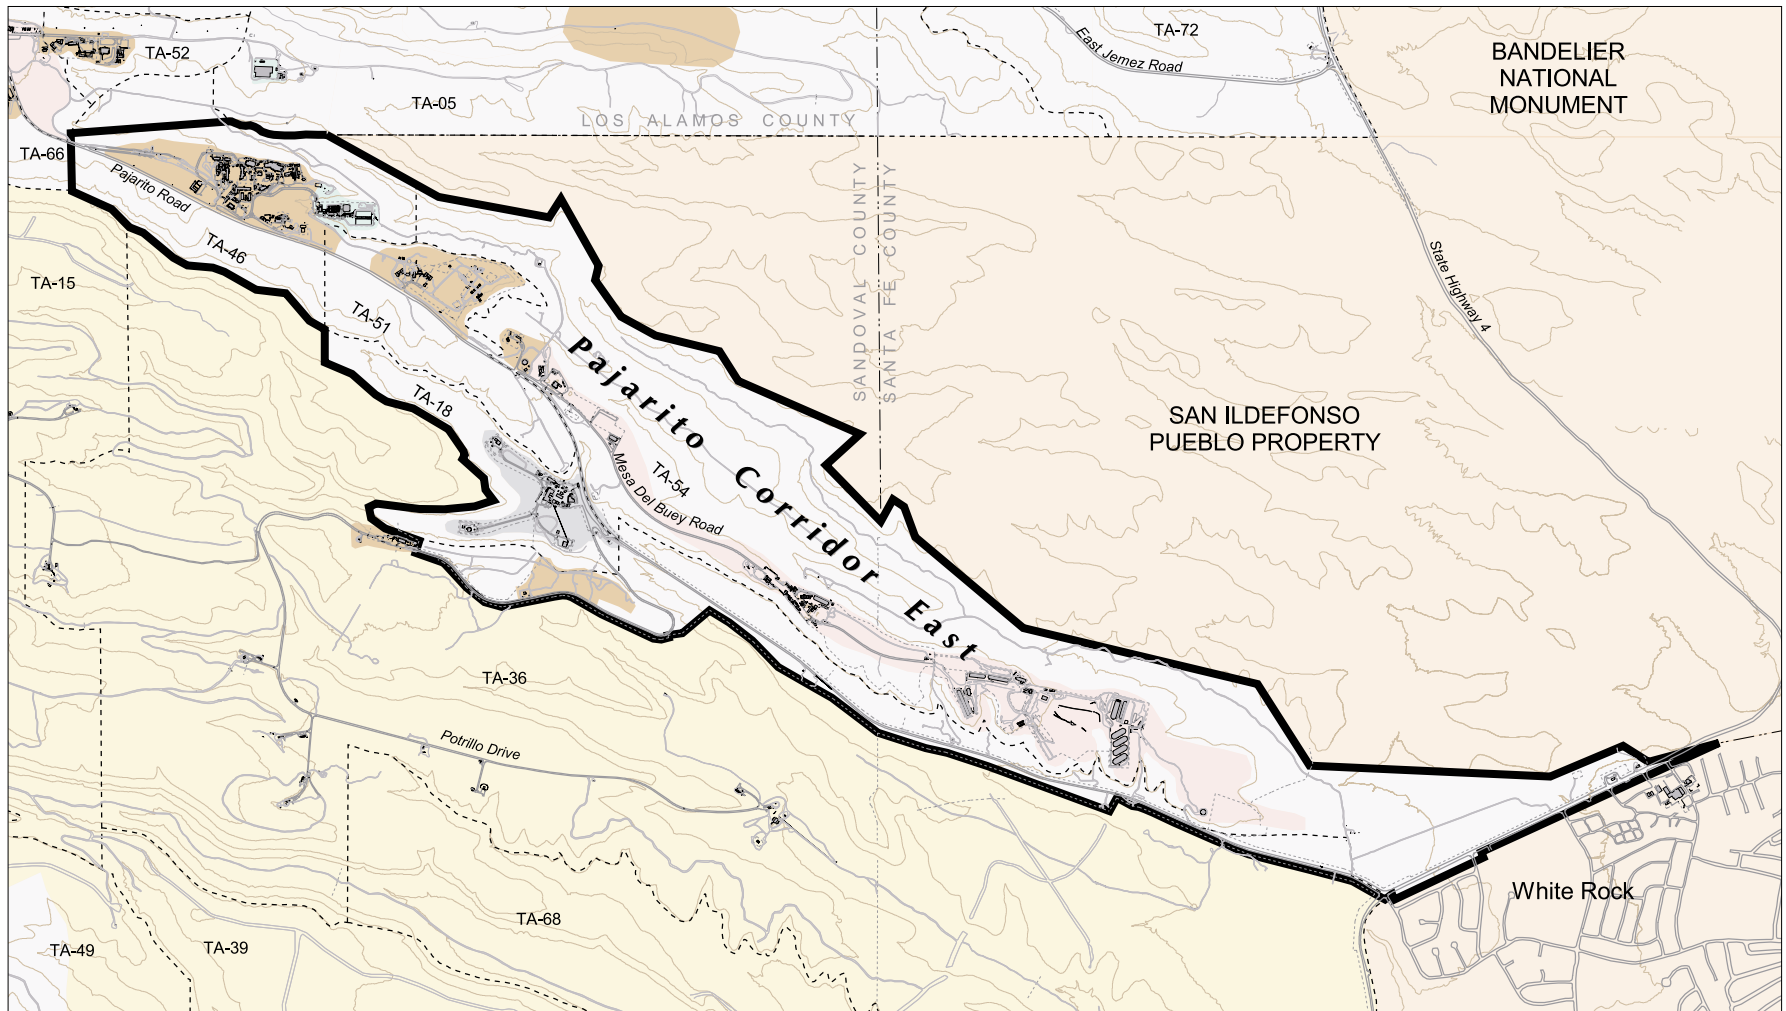 TA-52
TA-72
East Jemez Road
BANDELIER
NATIONAL
MONUMENT
TA-05
LOS ALAMOS COUNTY
TA-66
Pajarito Road
SANDOVAL COUNTY
SANTA FE COUNTY
TA-46
TA-15
State Highway 4
TA-51
Pajarito Corridor East
TA-18
SAN ILDEFONSO
PUEBLO PROPERTY
TA-54
Mesa Del Buey Road
TA-36
Potrillo Drive
White Rock
TA-68
TA-49
TA-39